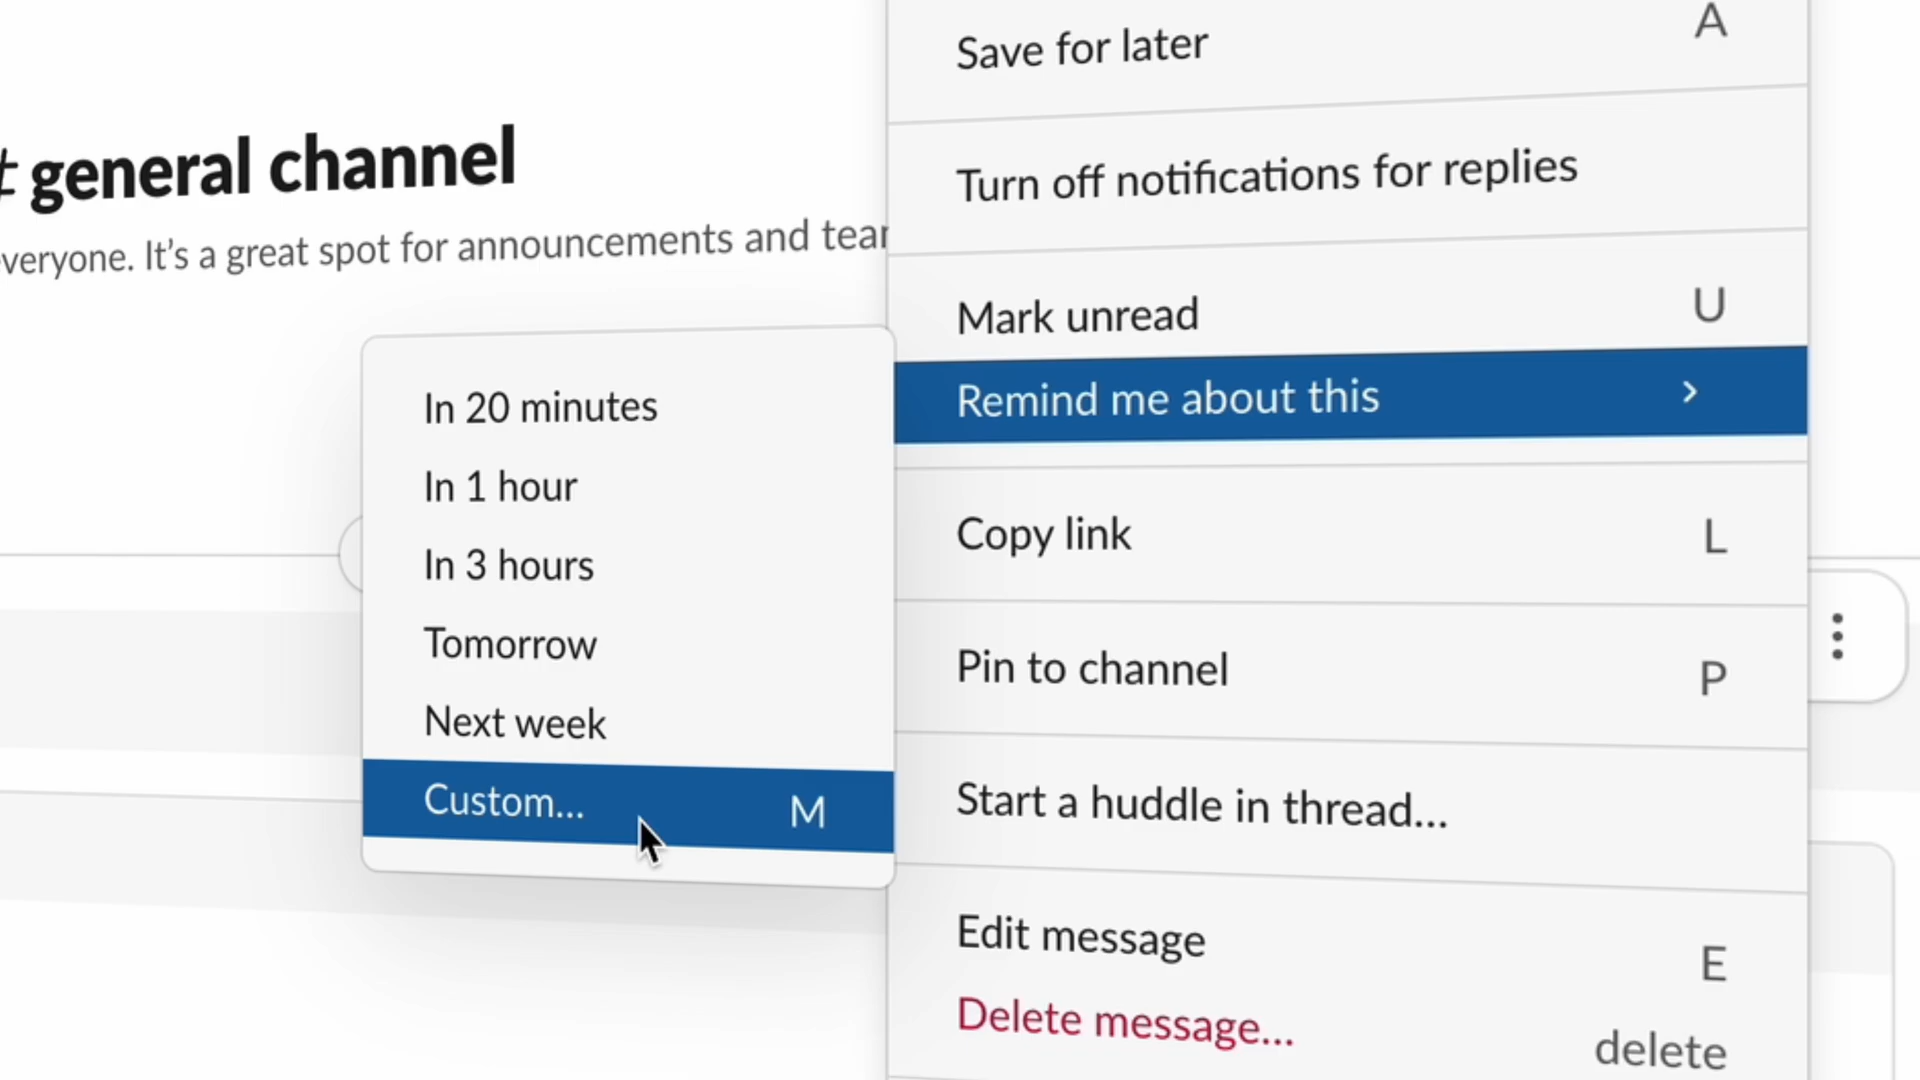 # general channel
everyone. It's a great spot for announcements and
Save for later A
Turn off notifications for replies
Mark unread U
Remind me about this >
In 20 minutes
In 1 hour
In 3 hours
Tomorrow
Next week
Custom... M
Copy link L
Pin to channel P
Start a huddle in thread...
Edit message E
Delete message... delete